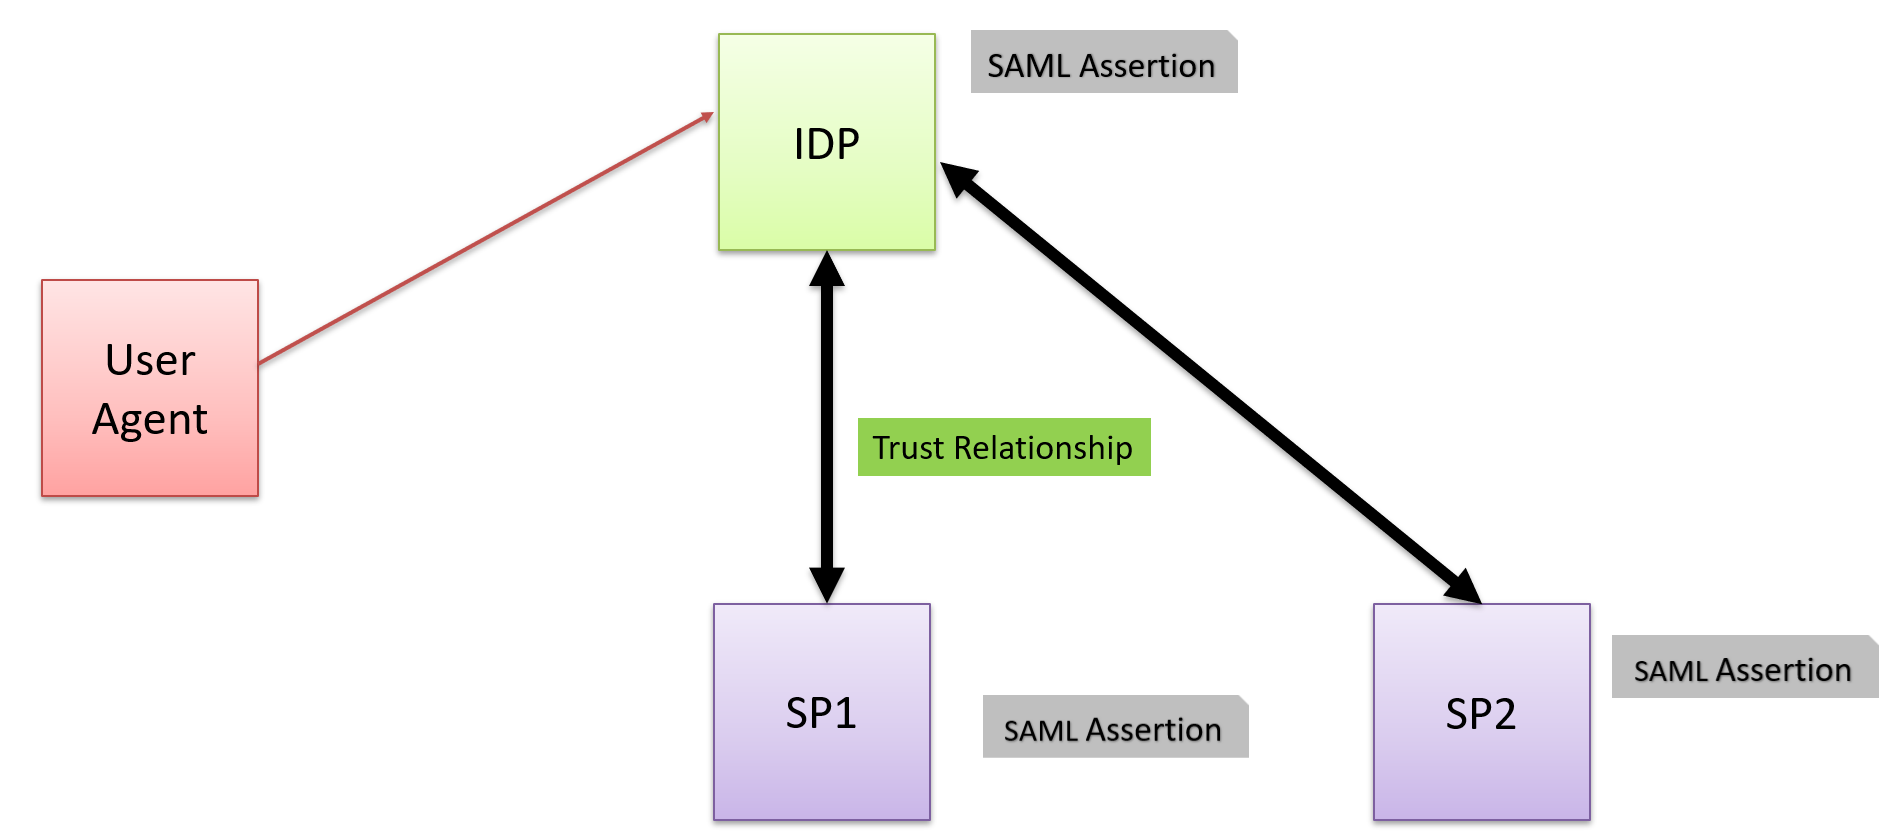 SAML Assertion
IDP
User
Agent
Trust Relationship
SP1
SAML Assertion
SP2
SAML Assertion